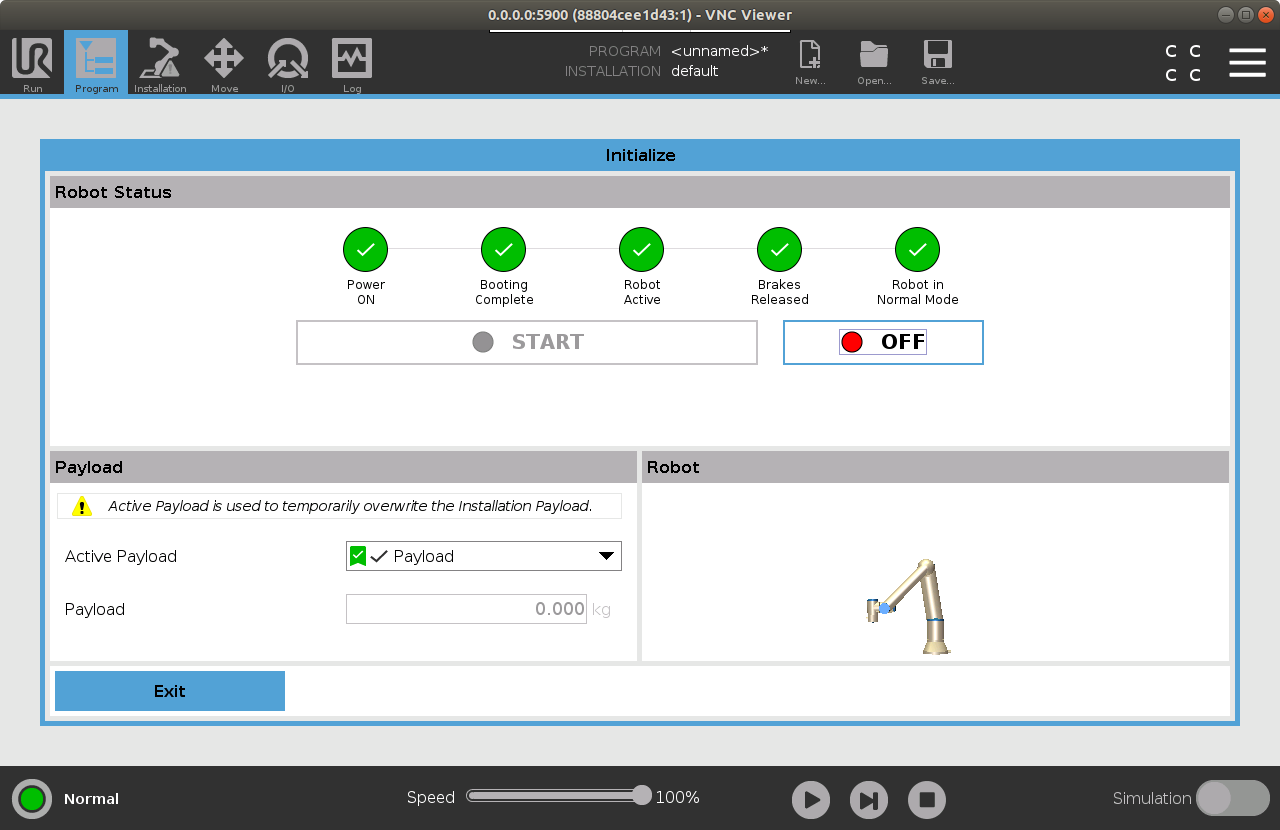 0.0.0.0:5900 (88804cee1d43:1) - VNC Viewer
PROGRAM <unnamed>*
INSTALLATION default
Run
Program
Installation
Move
I/O
Log
New...
Open...
Save...
C C
C C
Initialize
Robot Status
Power
ON
Booting
Complete
Robot
Active
Brakes
Released
Robot in
Normal Mode
START
OFF
Payload
Active Payload is used to temporarily overwrite the Installation Payload.
Active Payload
Payload
Payload
0.000 kg
Robot
Exit
Normal
Speed
100%
Simulation